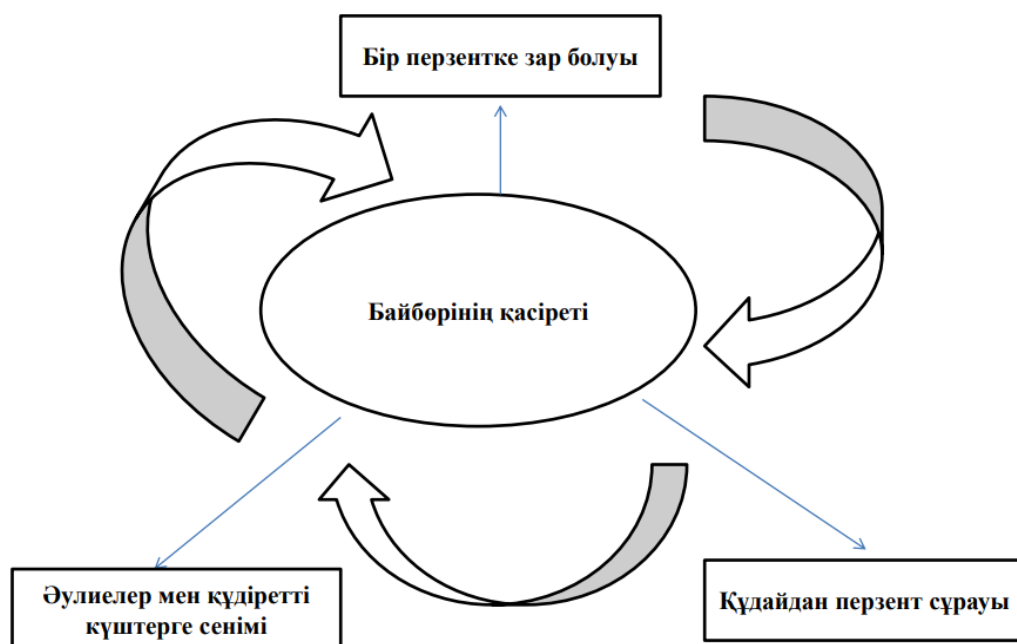 Бір перзентке зар болуы
Байбөрінің қасіреті
Әулиелер мен құдіретті
күштерге сенімі
Құдайдан перзент сұрауы